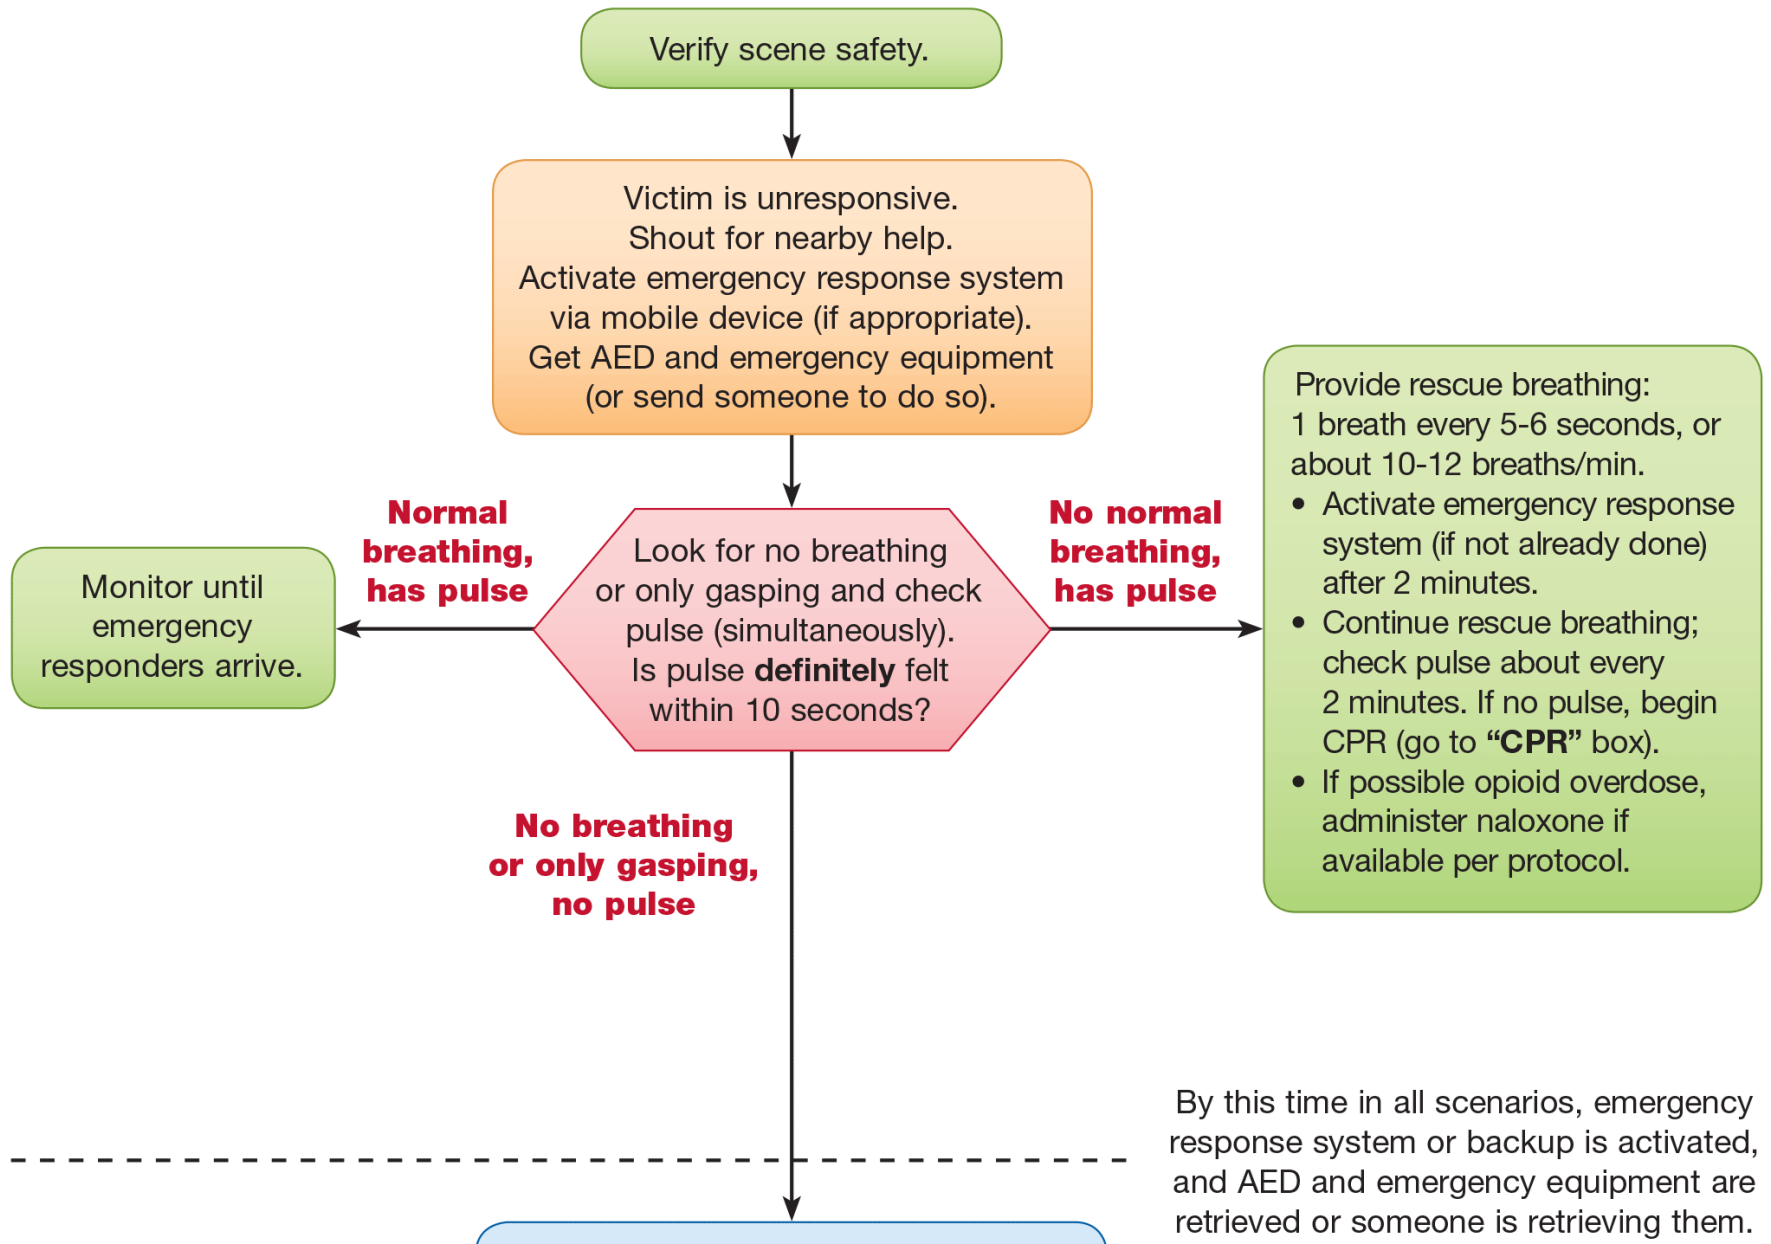 Verify scene safety.
Victim is unresponsive.
Shout for nearby help.
Activate emergency response system
via mobile device (if appropriate).
Get AED and emergency equipment
(or send someone to do so).
Normal
breathing,
has pulse
Monitor until
emergency
responders arrive.
Look for no breathing
or only gasping and check
pulse (simultaneously).
Is pulse definitely felt
within 10 seconds?
No normal
breathing,
has pulse
Provide rescue breathing:
1 breath every 5-6 seconds, or
about 10-12 breaths/min.
• Activate emergency response
system (if not already done)
after 2 minutes.
• Continue rescue breathing;
check pulse about every
2 minutes. If no pulse, begin
CPR (go to “CPR” box).
• If possible opioid overdose,
administer naloxone if
available per protocol.
No breathing
or only gasping,
no pulse
By this time in all scenarios, emergency
response system or backup is activated,
and AED and emergency equipment are
retrieved or someone is retrieving them.